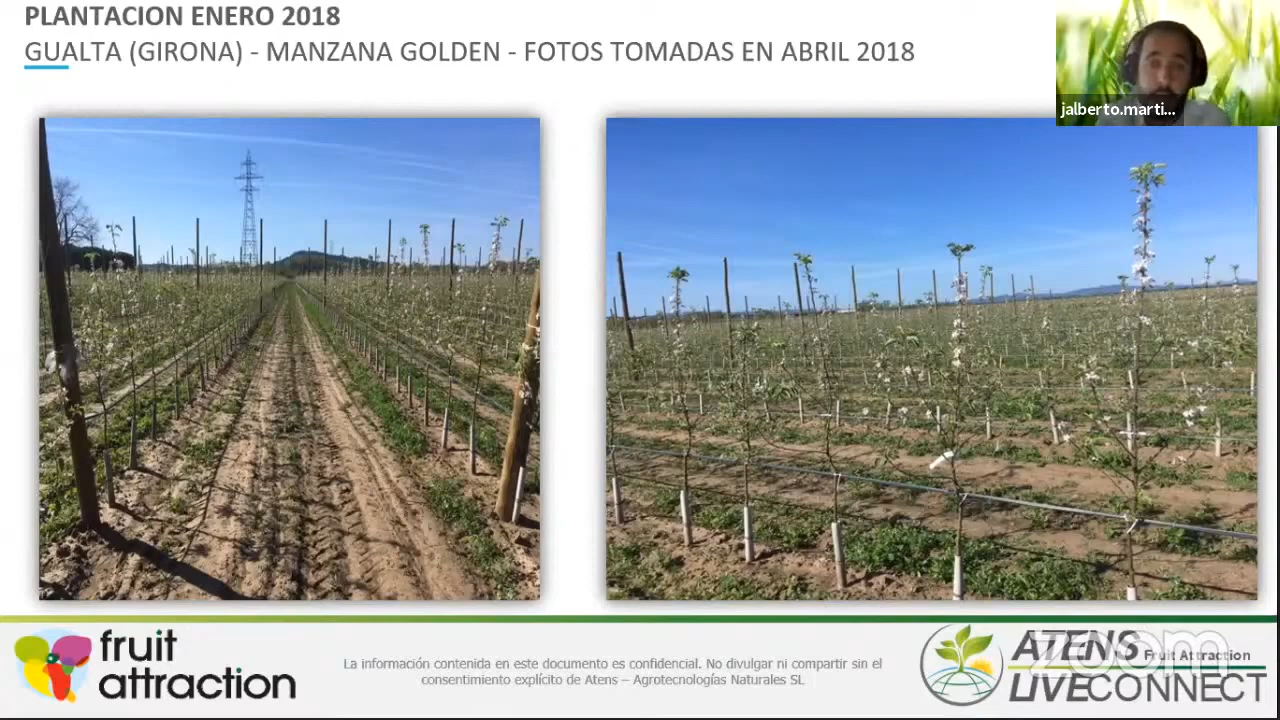 PLANTACION ENERO 2018
GUALTA (GIRONA) - MANZANA GOLDEN - FOTOS TOMADAS EN ABRIL 2018
jalberto.marti...
fruit
attraction
La información contenida en este documento es confidencial. No divulgar ni compartir sin el
consentimiento explícito de Atens – Agrotecnologías Naturales SL
ATENS Fruit Attraction
zoom
LIVECONNECT